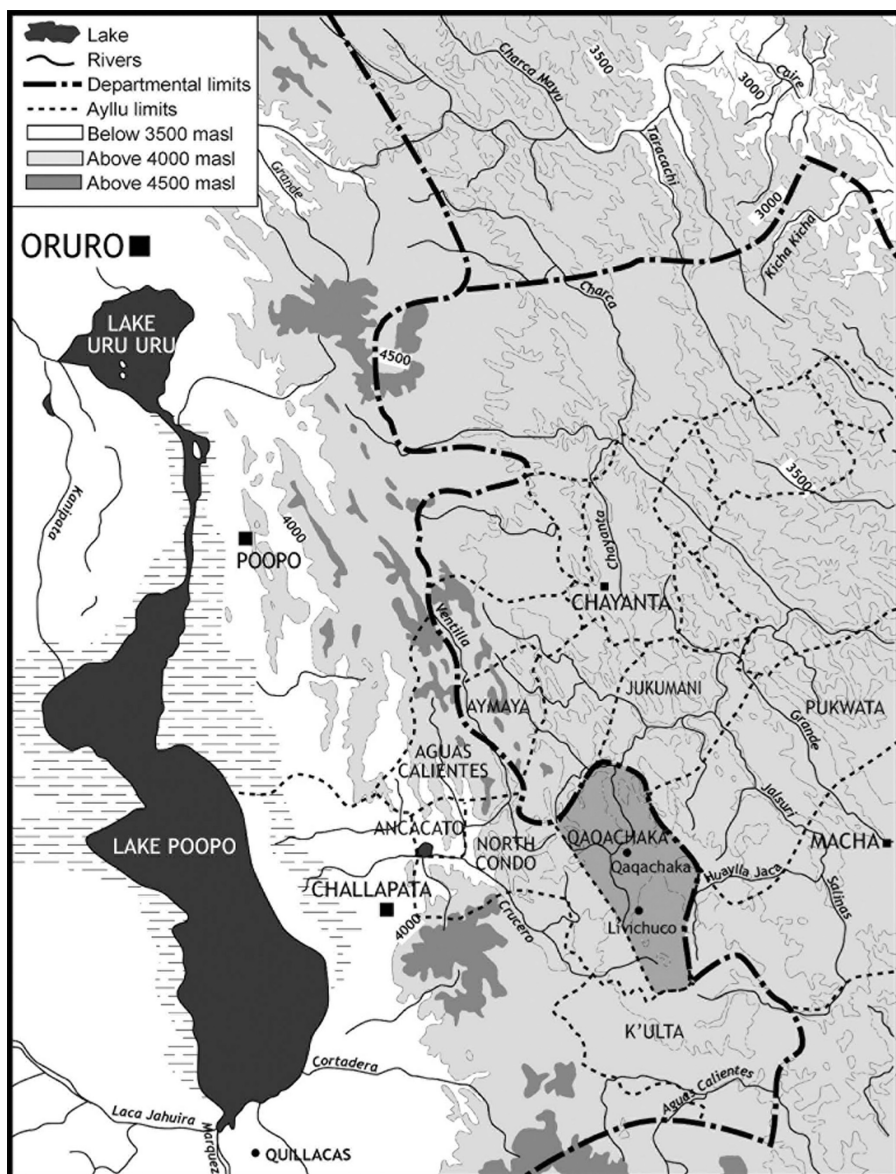 Lake
Rivers
Departmental limits
Ayllu limits
Below 3500 masl
Above 4000 masl
Above 4500 masl
Charca Mayu
3500
3000
Caire
Taracachi
Grande
3000
Kicha Kicha
ORURO
LAKE
URU URU
Charca
4500
Kanipata
4000
POOPO
3500
Chayanta
CHAYANTA
Ventilla
AYMAYA
JUKUMANI
PUKWATA
Grande
AGUAS
CALIENTES
Jalsuri
ANCACATO
NORTH
CONDO
QAQACHAKA
Qaqachaka
MACHA
LAKE POOPO
Huaylla Jaca
CHALLAPATA
Salinas
4000
Crucero
Livichuco
K'ULTA
Cortadera
Aguas Calientes
Laca Jahuira
Marquez
QUILLACAS